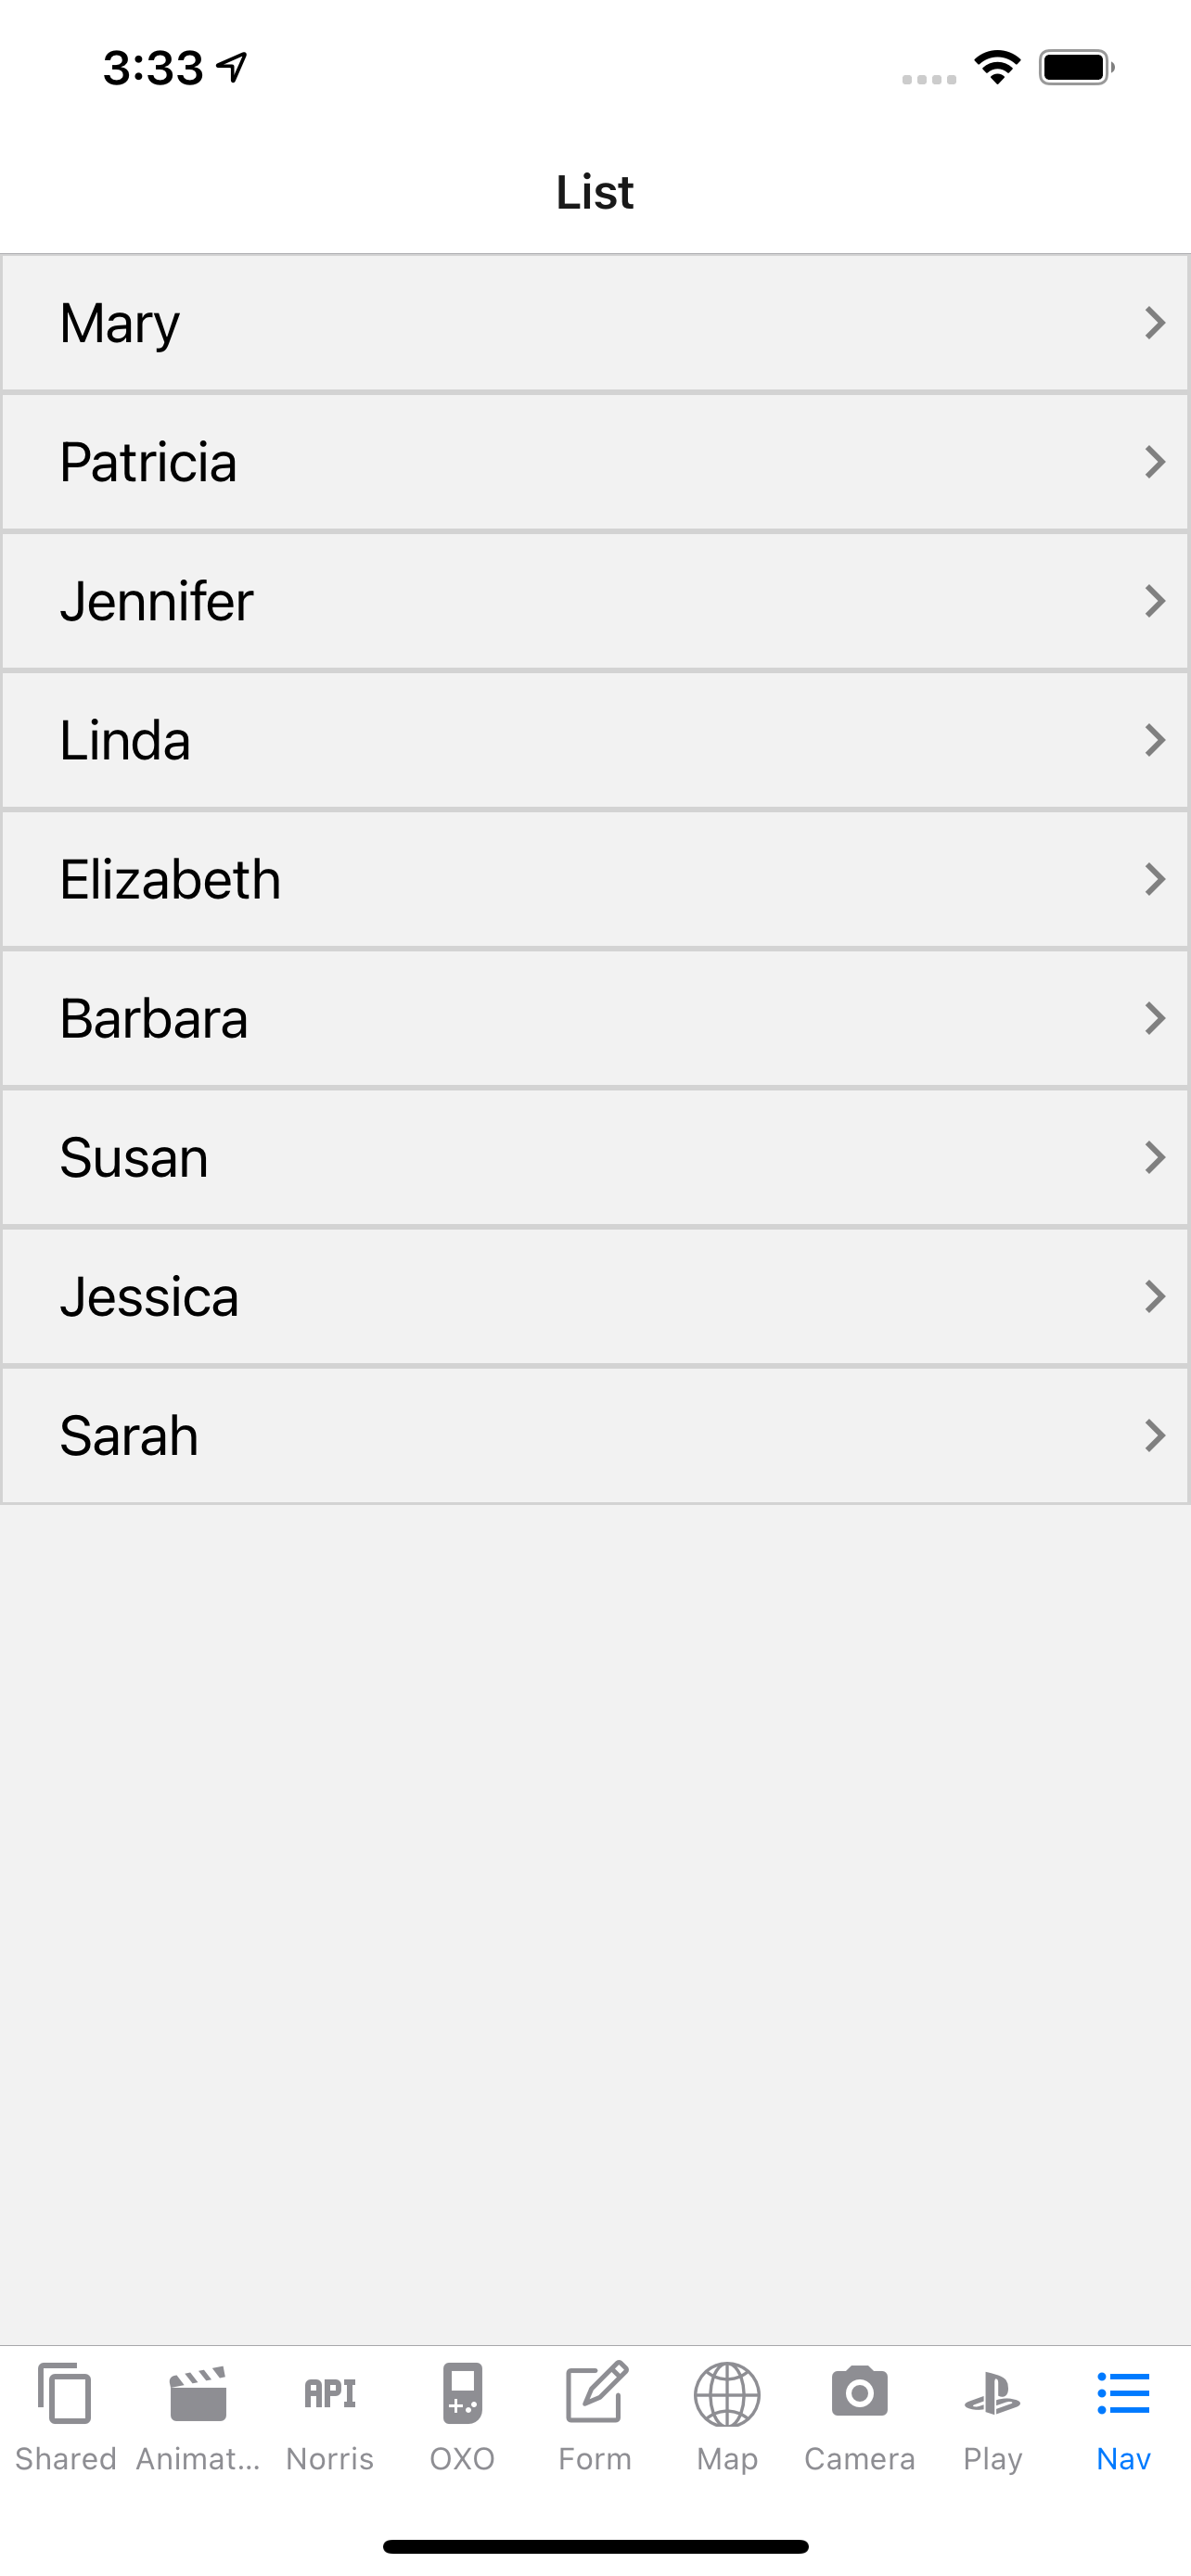 3:33
List
Mary
Patricia
Jennifer
Linda
Elizabeth
Barbara
Susan
Jessica
Sarah
API
Shared Animat... Norris OXO Form Map Camera Play Nav